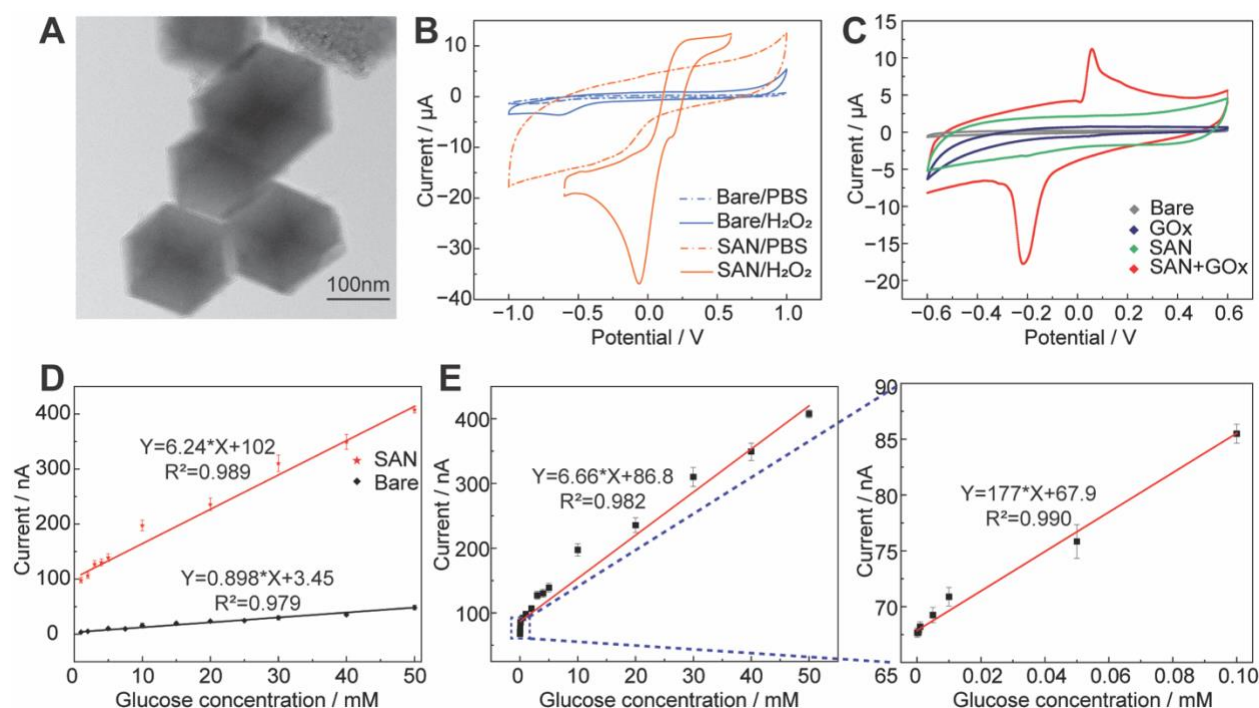 A
100nm
B
Current / μA
10
0
−10
−20
−30
−40
−1.0
−0.5
0.0
0.5
1.0
Potential / V
Bare/PBS
Bare/H₂O₂
SAN/PBS
SAN/H₂O₂
C
Current / μA
15
10
5
0
−5
−10
−15
−20
−0.6
−0.4
−0.2
0.0
0.2
0.4
0.6
Potential / V
Bare
GOx
SAN
SAN+GOx
D
Current / nA
400
300
200
100
0
0
10
20
30
40
50
Glucose concentration / mM
Y=6.24*X+102
R²=0.989
SAN
Bare
Y=0.898*X+3.45
R²=0.979
E
Current / nA
400
300
200
100
0
10
20
30
40
50
Glucose concentration / mM
Y=6.66*X+86.8
R²=0.982
Current / nA
90
85
80
75
70
65
0.00
0.02
0.04
0.06
0.08
0.10
Glucose concentration / mM
Y=177*X+67.9
R²=0.990